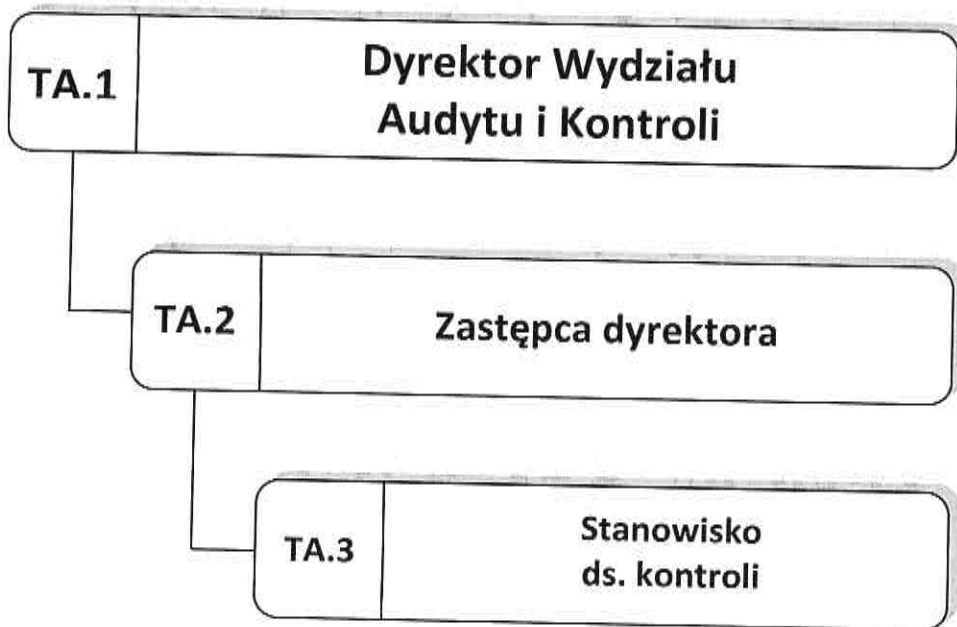 TA.1
Dyrektor Wydziału
Audytu i Kontroli
TA.2
Zastępca dyrektora
TA.3
Stanowisko
ds. kontroli